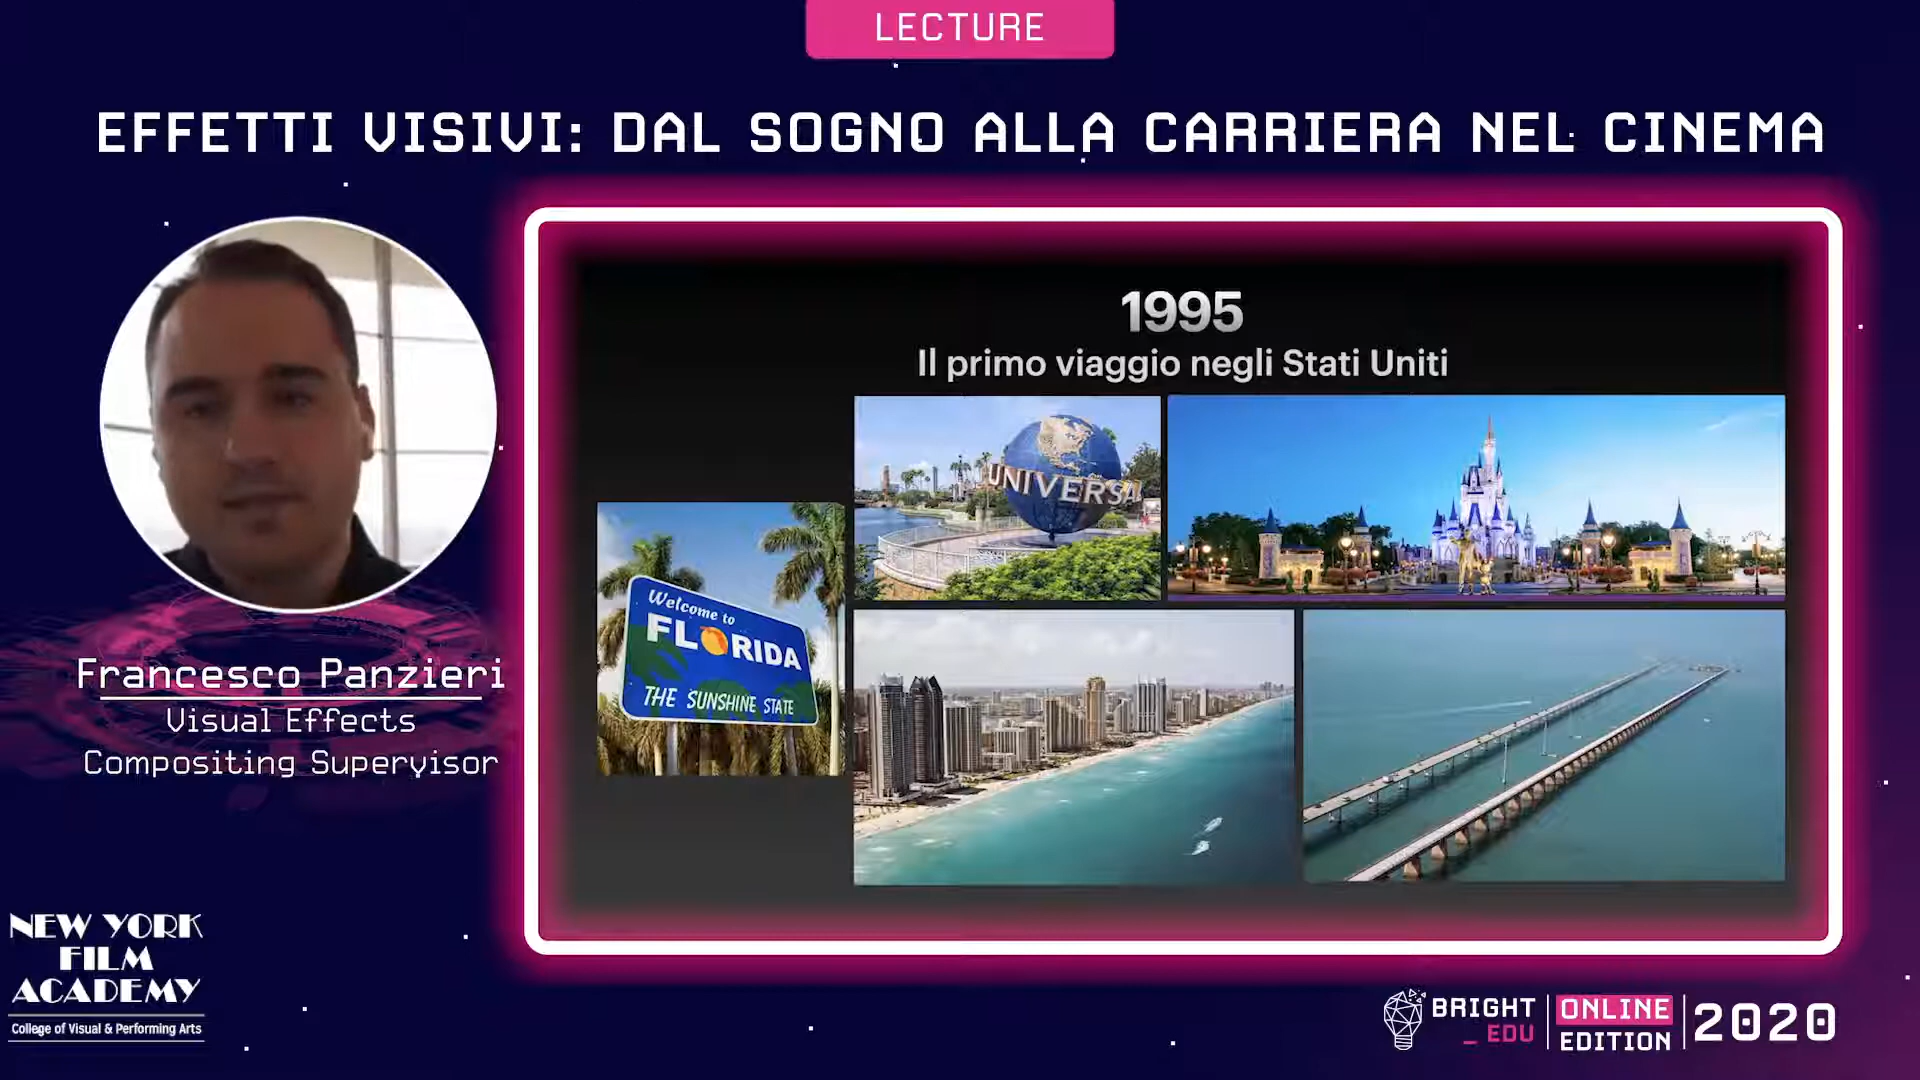 LECTURE
EFFETTI VISIVI: DAL SOGNO ALLA CARRIERA NEL CINEMA
1995
Il primo viaggio negli Stati Uniti
UNIVERSA
Welcome to
FLORIDA
THE SUNSHINE STATE
Francesco Panzieri
Visual Effects
Compositing Supervisor
NEW YORK
FILM
ACADEMY
College of Visual & Performing Arts
BRIGHT
_ EDU
ONLINE
EDITION
2020